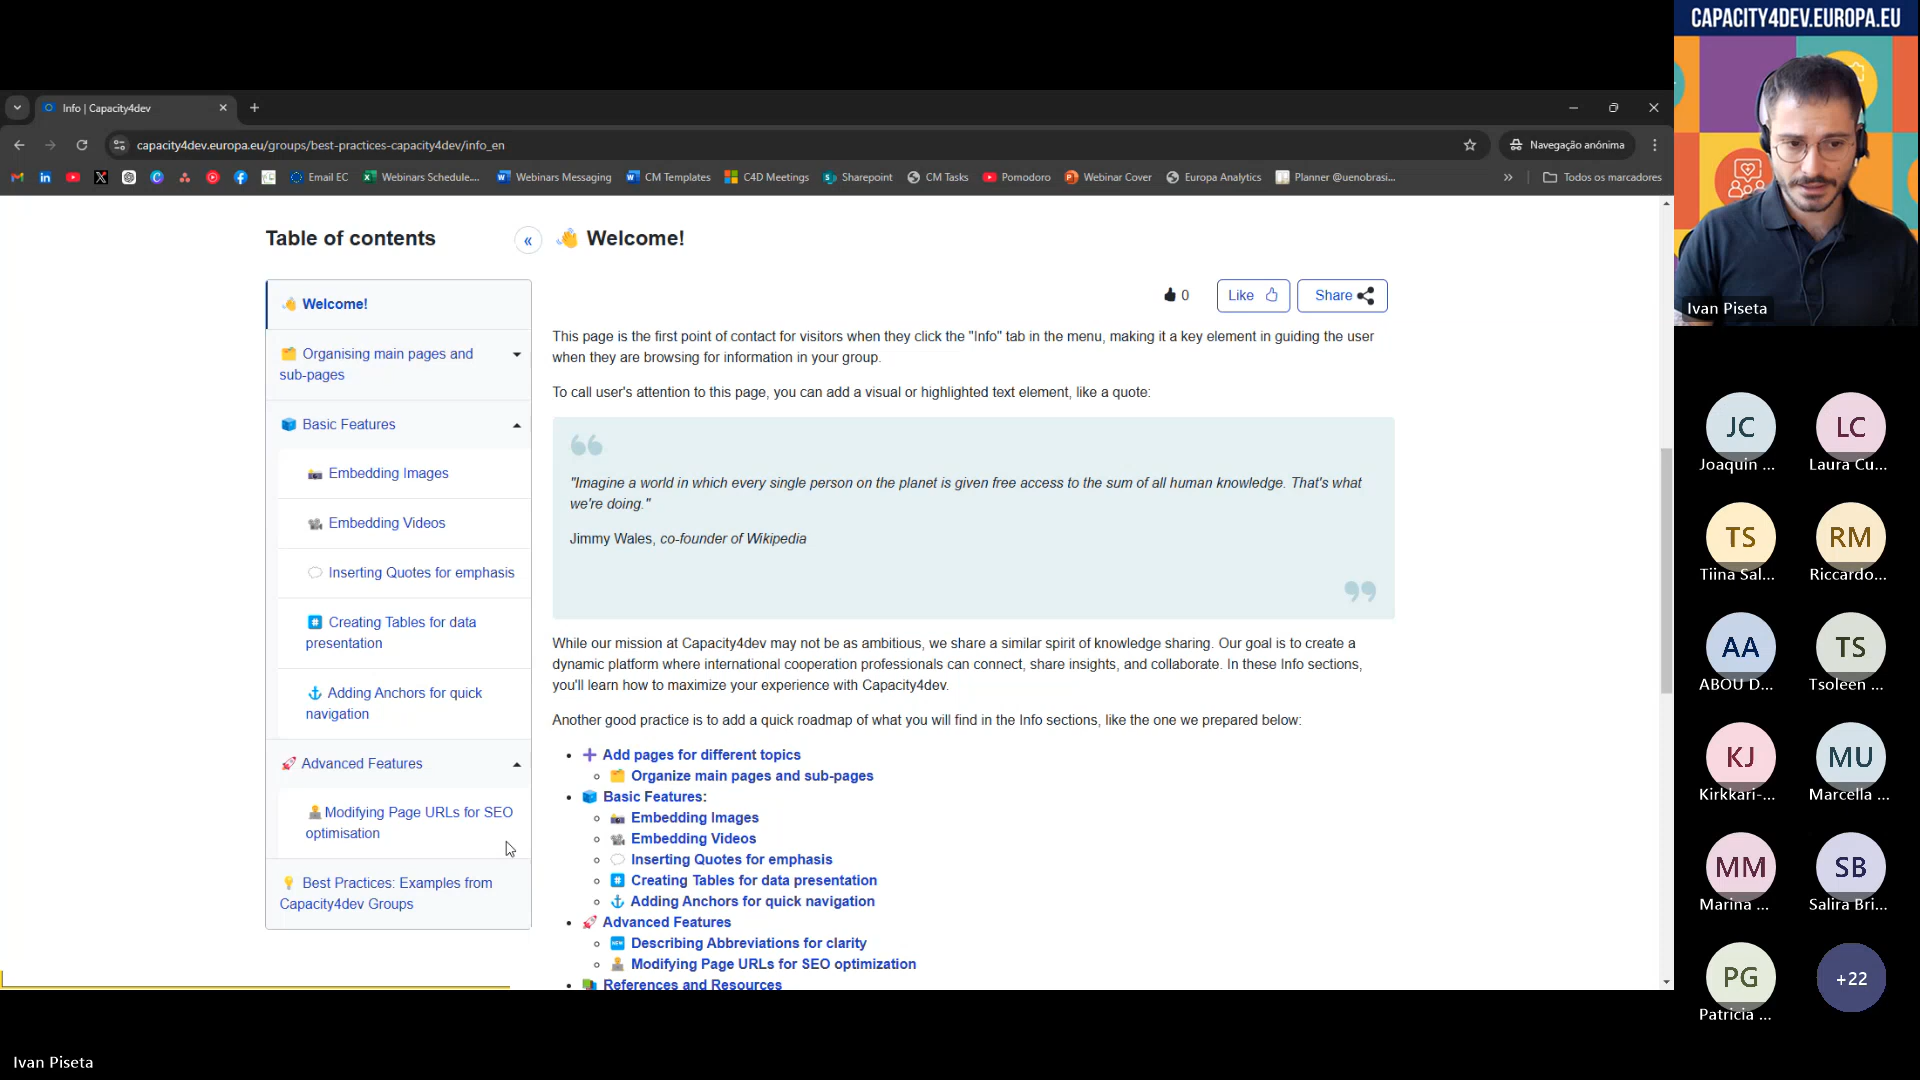 CAPACITY4DEV.EUROPA.EU
Info | Capacity4dev
capacity4dev.europa.eu/groups/best-practices-capacity4dev/info_en
Navegação anónima
Email EC
Webinars Schedule....
Webinars Messaging
CM Templates
C4D Meetings
Sharepoint
CM Tasks
Pomodoro
Webinar Cover
Europa Analytics
Planner @uenobrasi...
Todos os marcadores
Table of contents
Welcome!
Organising main pages and
sub-pages
Basic Features
Embedding Images
Embedding Videos
Inserting Quotes for emphasis
Creating Tables for data
presentation
Adding Anchors for quick
navigation
Advanced Features
Modifying Page URLs for SEO
optimisation
Best Practices: Examples from
Capacity4dev Groups
Welcome!
0
Like
Share
This page is the first point of contact for visitors when they click the "Info" tab in the menu, making it a key element in guiding the user
when they are browsing for information in your group.
To call user's attention to this page, you can add a visual or highlighted text element, like a quote:
"Imagine a world in which every single person on the planet is given free access to the sum of all human knowledge. That's what
we're doing."
Jimmy Wales, co-founder of Wikipedia
While our mission at Capacity4dev may not be as ambitious, we share a similar spirit of knowledge sharing. Our goal is to create a
dynamic platform where international cooperation professionals can connect, share insights, and collaborate. In these Info sections,
you'll learn how to maximize your experience with Capacity4dev.
Another good practice is to add a quick roadmap of what you will find in the Info sections, like the one we prepared below:
Add pages for different topics
Organize main pages and sub-pages
Basic Features:
Embedding Images
Embedding Videos
Inserting Quotes for emphasis
Creating Tables for data presentation
Adding Anchors for quick navigation
Advanced Features
Describing Abbreviations for clarity
Modifying Page URLs for SEO optimization
References and Resources
Ivan Piseta
JC
Joaquin ...
LC
Laura Cu...
TS
Tiina Sal...
RM
Riccardo...
AA
ABOU D...
TS
Tsoleen ...
KJ
Kirkkari-...
MU
Marcella ...
MM
Marina ...
SB
Salira Bri...
PG
Patricia ...
+22
Ivan Piseta